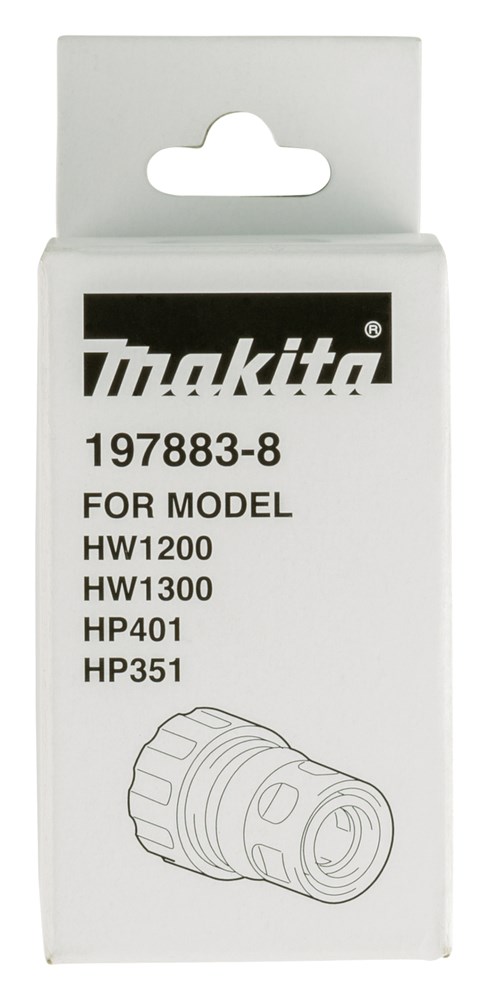 makita®
197883-8
FOR MODEL
HW1200
HW1300
HP401
HP351